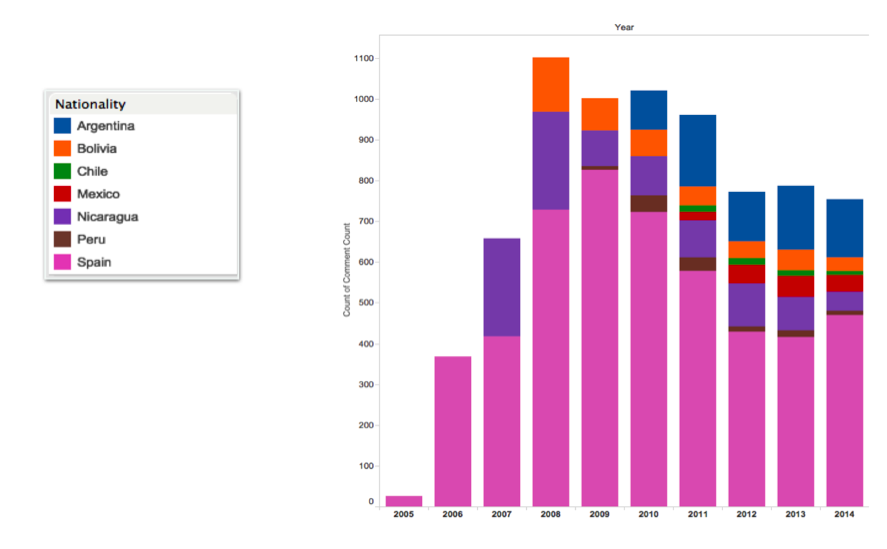 Nationality
Argentina
Bolivia
Chile
Mexico
Nicaragua
Peru
Spain
Year
Count of Comment Count
1100
1000
900
800
700
600
500
400
300
200
100
0
2005 2006 2007 2008 2009 2010 2011 2012 2013 2014